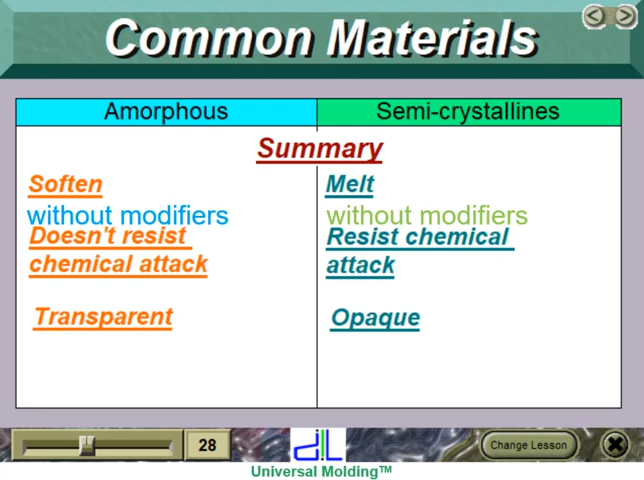 Common Materials
Amorphous
Semi-crystallines
Summary
Soften
without modifiers
Doesn't resist
chemical attack
Transparent
Melt
without modifiers
Resist chemical
attack
Opaque
28
dil
Change Lesson
Universal Molding™